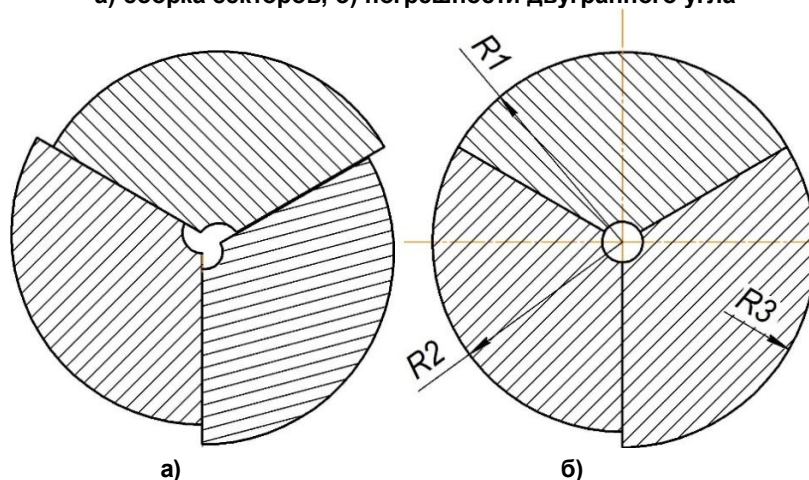 а) сборка секторов; б) погрешности двугранного угла
R1
R2
R3
а)
б)